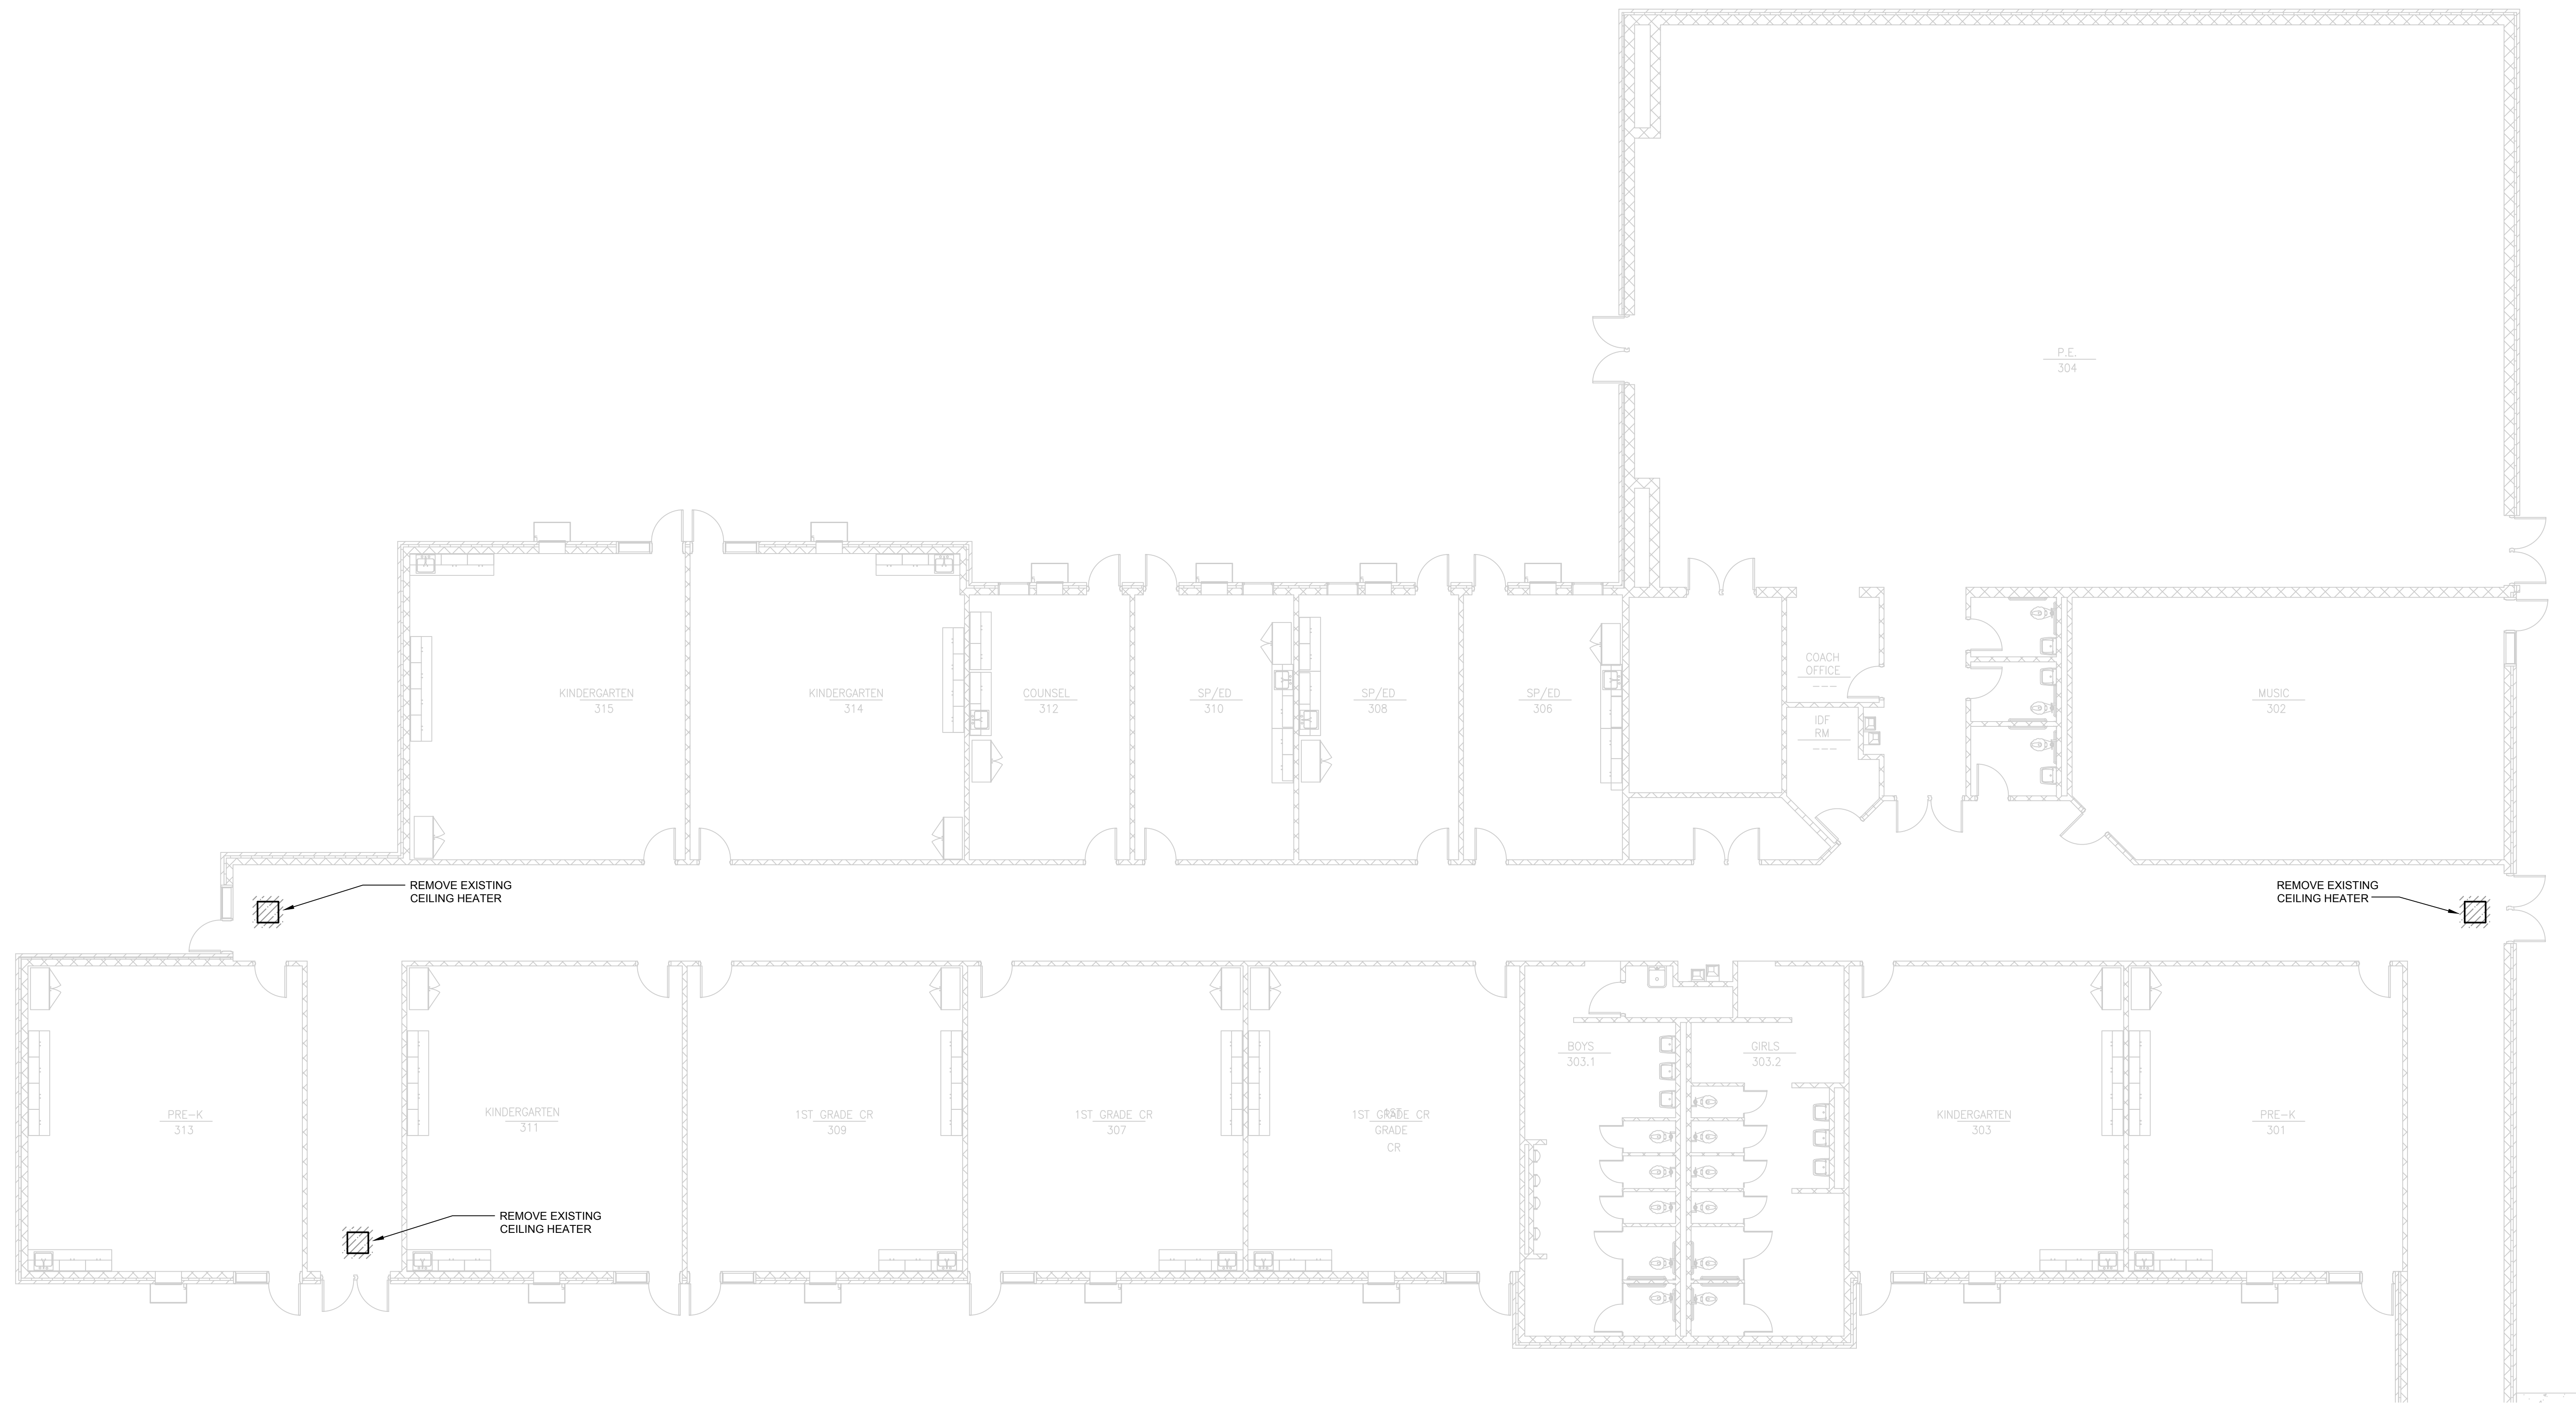 P.E.
304
KINDERGARTEN
315
KINDERGARTEN
314
COUNSEL
312
SP/ED
310
SP/ED
308
SP/ED
306
COACH
OFFICE
---
IDF
RM
---
MUSIC
302
REMOVE EXISTING
CEILING HEATER
REMOVE EXISTING
CEILING HEATER
PRE-K
313
KINDERGARTEN
311
1ST GRADE CR
309
1ST GRADE CR
307
1ST GRADE CR
1ST
GRADE
CR
BOYS
303.1
GIRLS
303.2
KINDERGARTEN
303
PRE-K
301
REMOVE EXISTING
CEILING HEATER